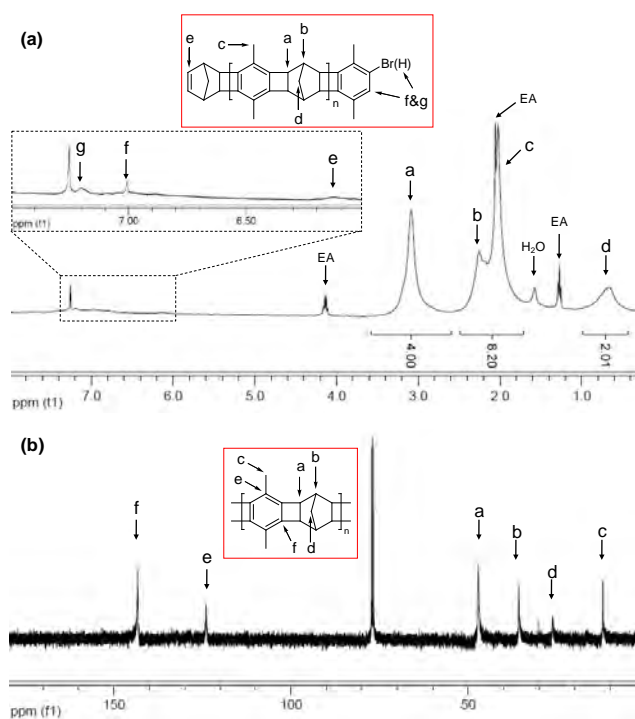 (a)
e
c
a
b
Br(H)
n
f&g
d
EA
g
f
e
c
a
b
H₂O
EA
d
EA
7.00
6.50
ppm (t1)
4.00
8.20
2.01
7.0
6.0
5.0
4.0
3.0
2.0
1.0
ppm (t1)
(b)
c
b
a
e
n
f
d
f
e
a
b
d
c
150
100
50
ppm (f1)